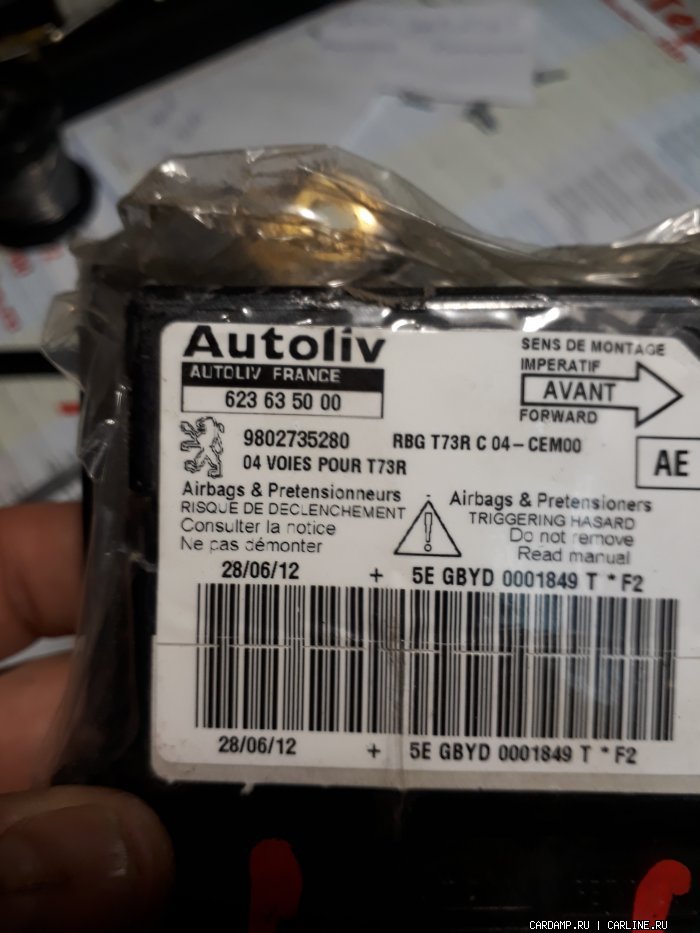 Autoliv
AUTOLIV FRANCE
623 63 50 00
SENS DE MONTAGE
IMPERATIF
AVANT
FORWARD
9802735280 RBG T73R C 04-CEM00
04 VOIES POUR T73R
AE
Airbags & Pretensionneurs
RISQUE DE DECLENCHEMENT
Consulter la notice
Ne pas démonter
Airbags & Pretensioners
TRIGGERING HASARD
Do not remove
Read manual
28/06/12 + 5E GBYD 0001849 T *F2
28/06/12 + 5E GBYD 0001849 T *F2
CARDAMP.RU | CARLINE.RU